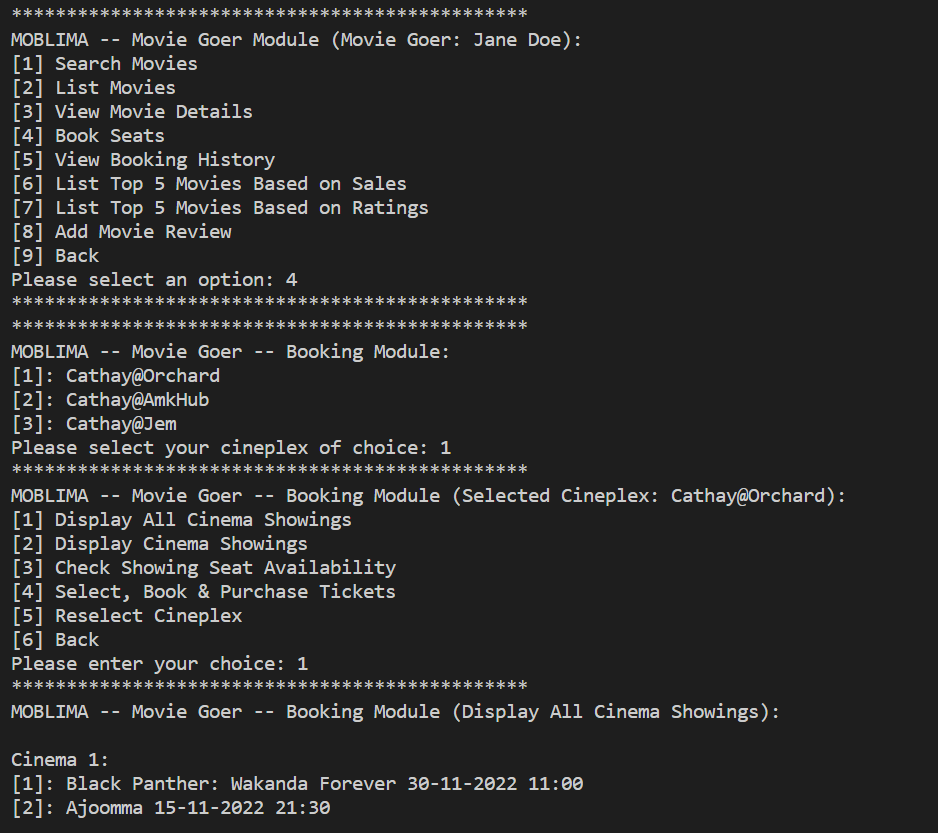 ***********************************************
MOBLIMA -- Movie Goer Module (Movie Goer: Jane Doe):
[1] Search Movies
[2] List Movies
[3] View Movie Details
[4] Book Seats
[5] View Booking History
[6] List Top 5 Movies Based on Sales
[7] List Top 5 Movies Based on Ratings
[8] Add Movie Review
[9] Back
Please select an option: 4
***********************************************
***********************************************
MOBLIMA -- Movie Goer -- Booking Module:
[1]: Cathay@Orchard
[2]: Cathay@AmkHub
[3]: Cathay@Jem
Please select your cineplex of choice: 1
***********************************************
MOBLIMA -- Movie Goer -- Booking Module (Selected Cineplex: Cathay@Orchard):
[1] Display All Cinema Showings
[2] Display Cinema Showings
[3] Check Showing Seat Availability
[4] Select, Book & Purchase Tickets
[5] Reselect Cineplex
[6] Back
Please enter your choice: 1
***********************************************
MOBLIMA -- Movie Goer -- Booking Module (Display All Cinema Showings):

Cinema 1:
[1]: Black Panther: Wakanda Forever 30-11-2022 11:00
[2]: Ajoomma 15-11-2022 21:30